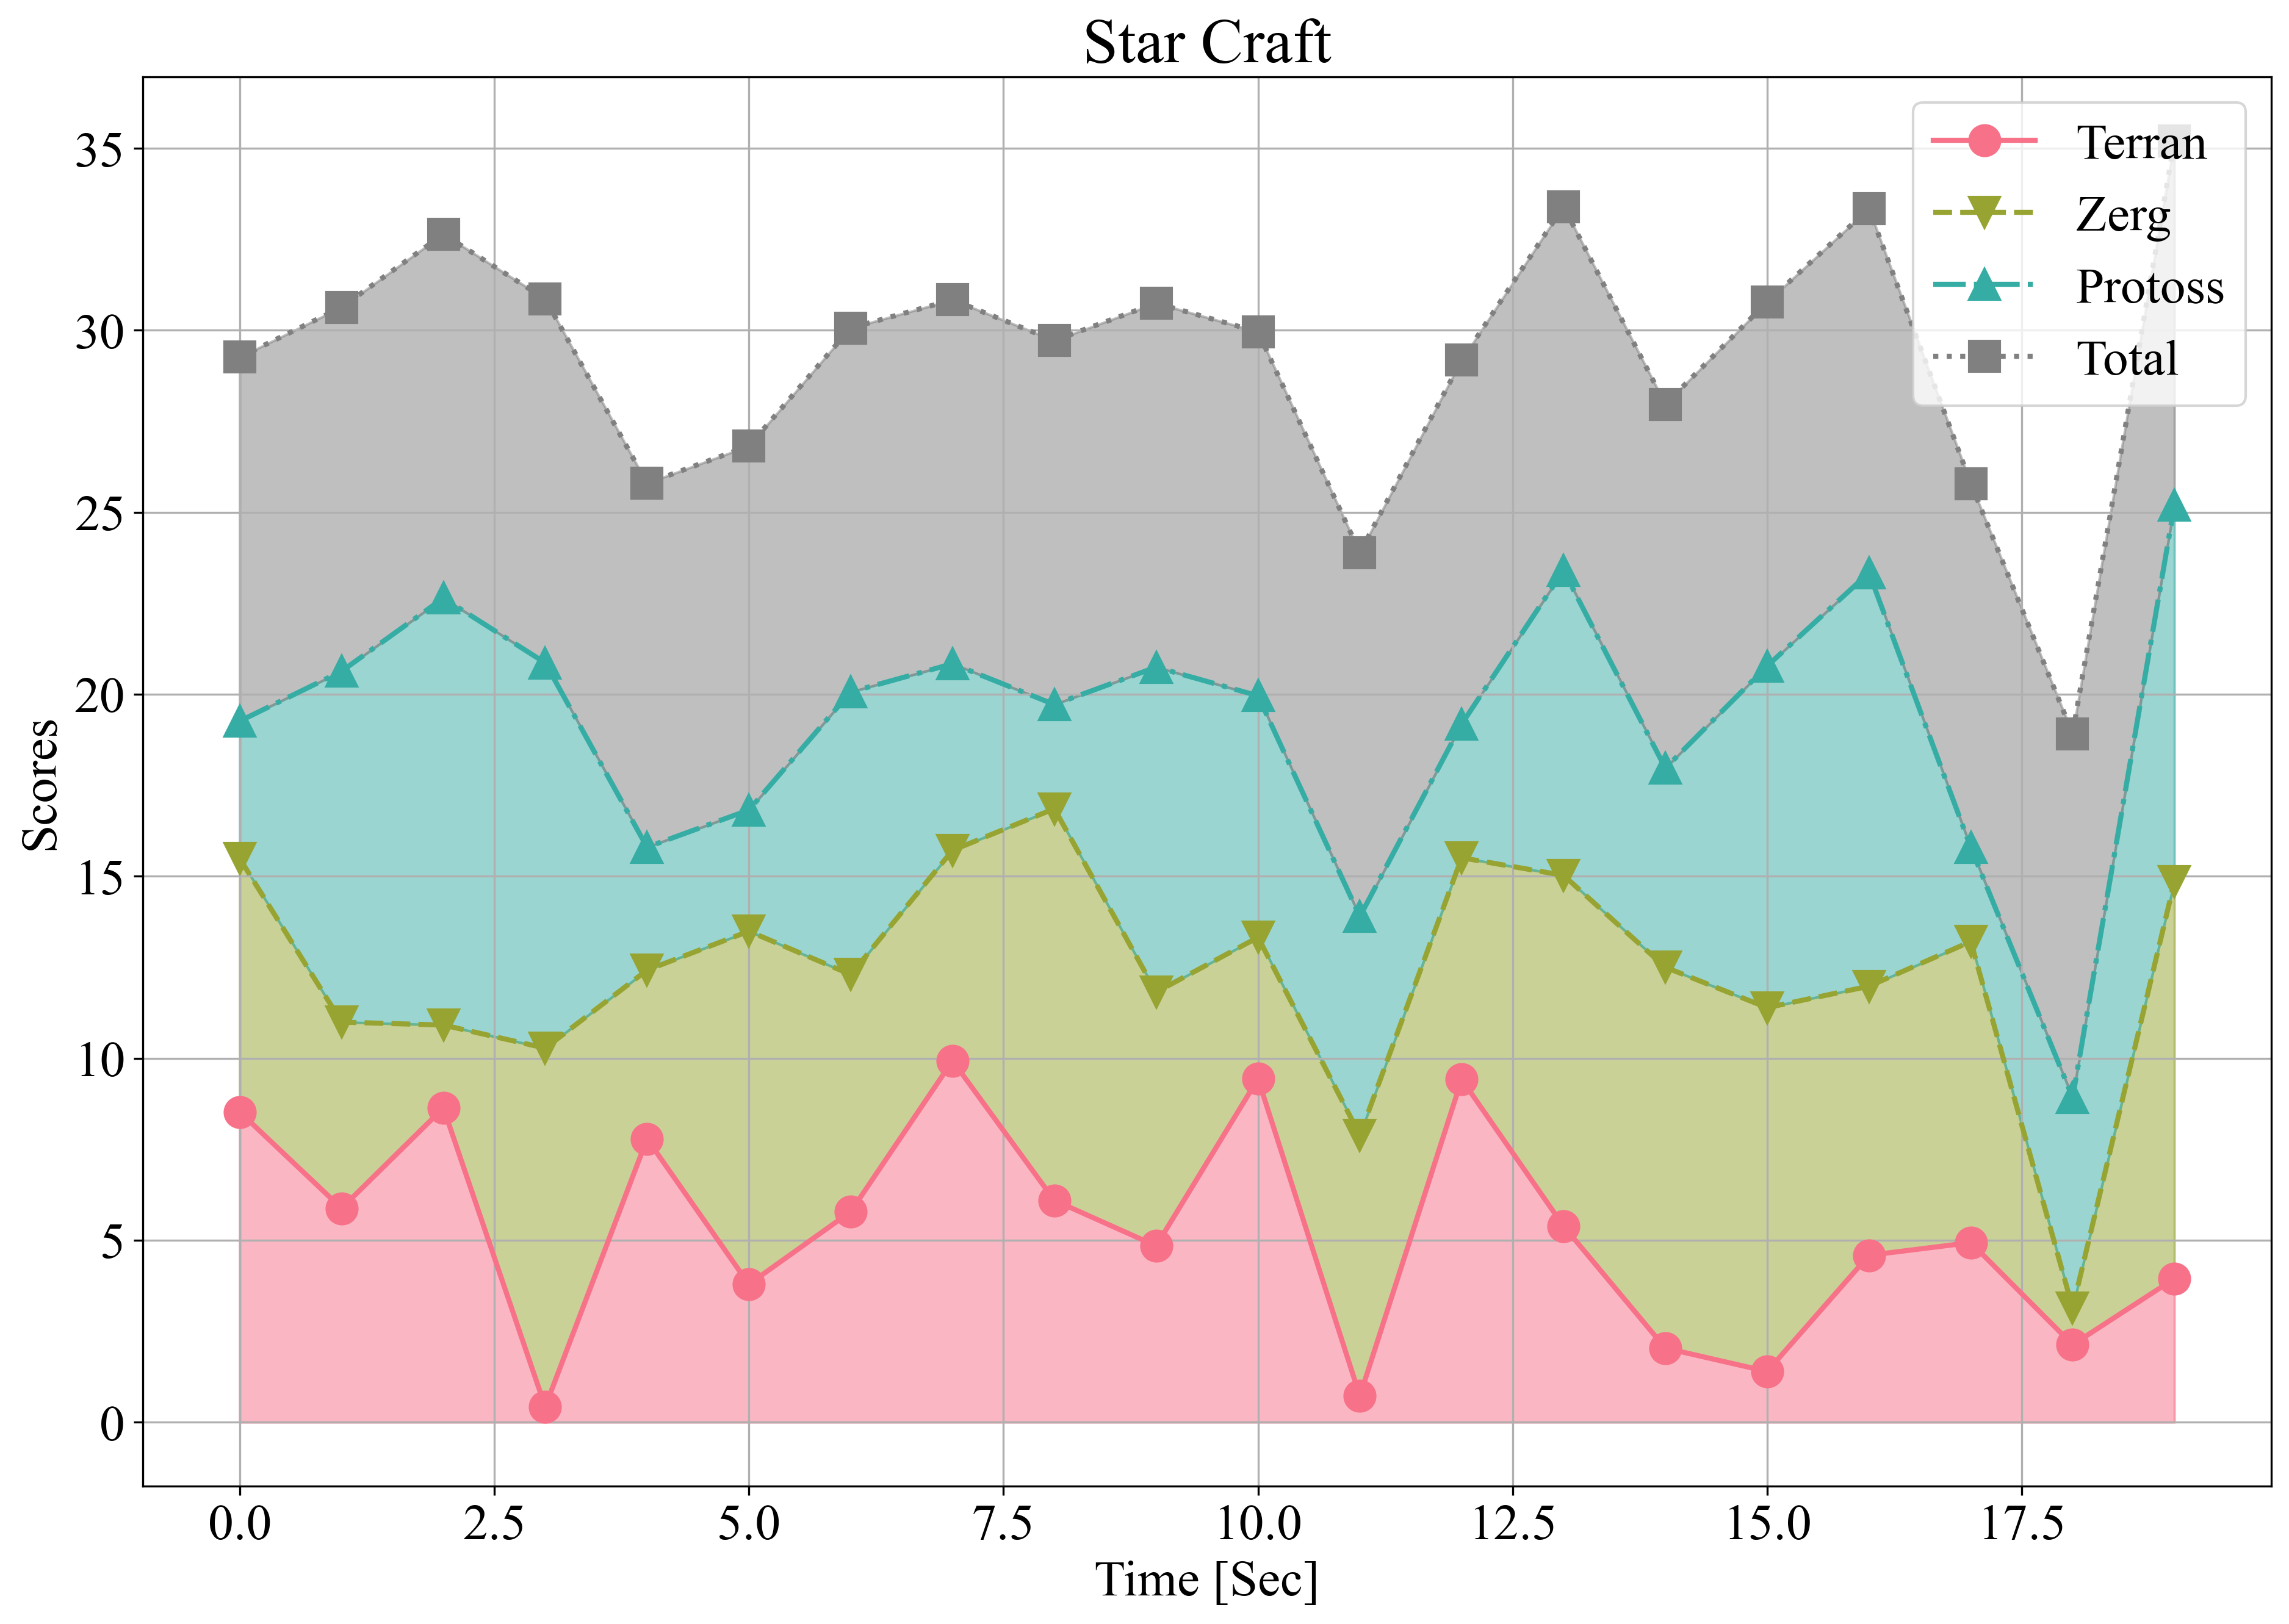 Star Craft
35
30
25
20
15
10
5
0
Scores
Terran
Zerg
Protoss
Total
0.0 2.5 5.0 7.5 10.0 12.5 15.0 17.5
Time [Sec]